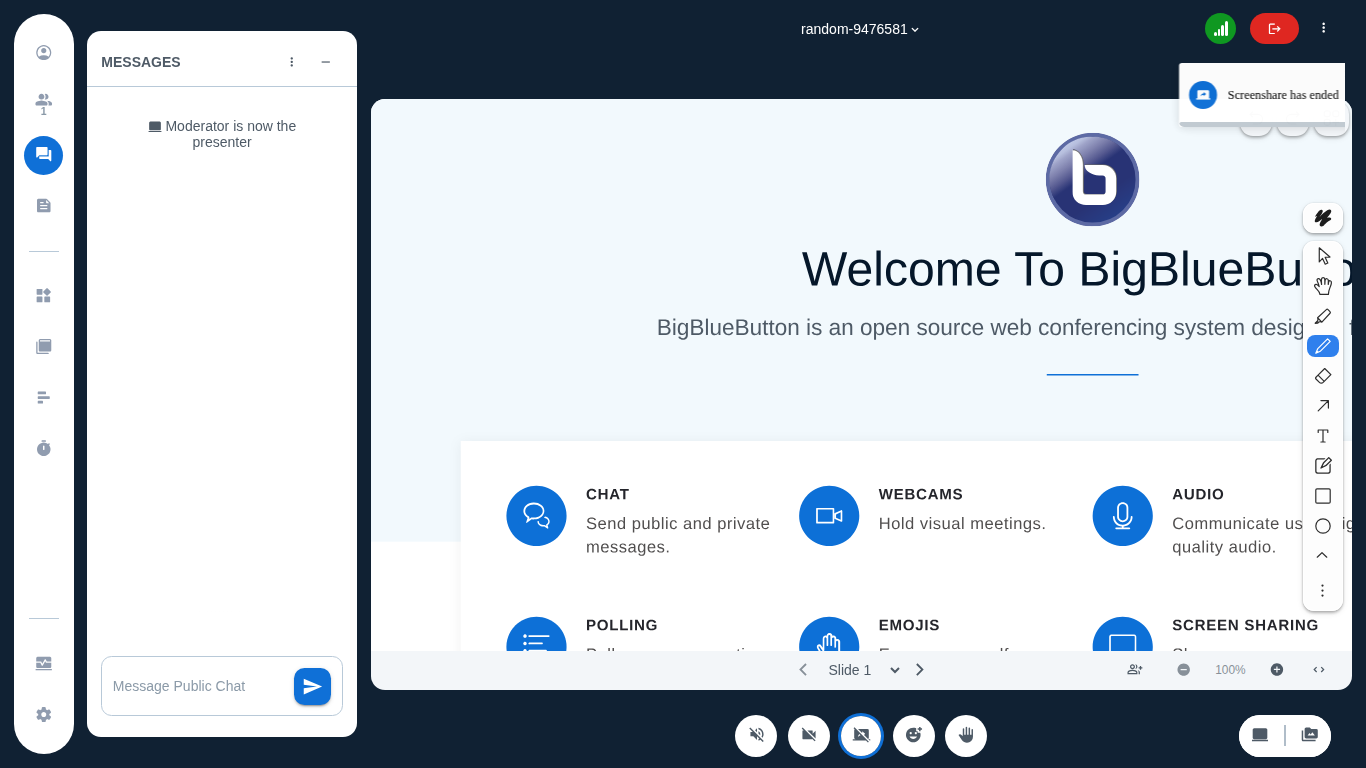 random-9476581
MESSAGES
Screenshare has ended
1
Moderator is now the
presenter
Welcome To BigBlueBu
BigBlueButton is an open source web conferencing system desig
CHAT
Send public and private
messages.
WEBCAMS
Hold visual meetings.
AUDIO
Communicate us
quality audio.
POLLING
EMOJIS
SCREEN SHARING
Message Public Chat
Slide 1
100%